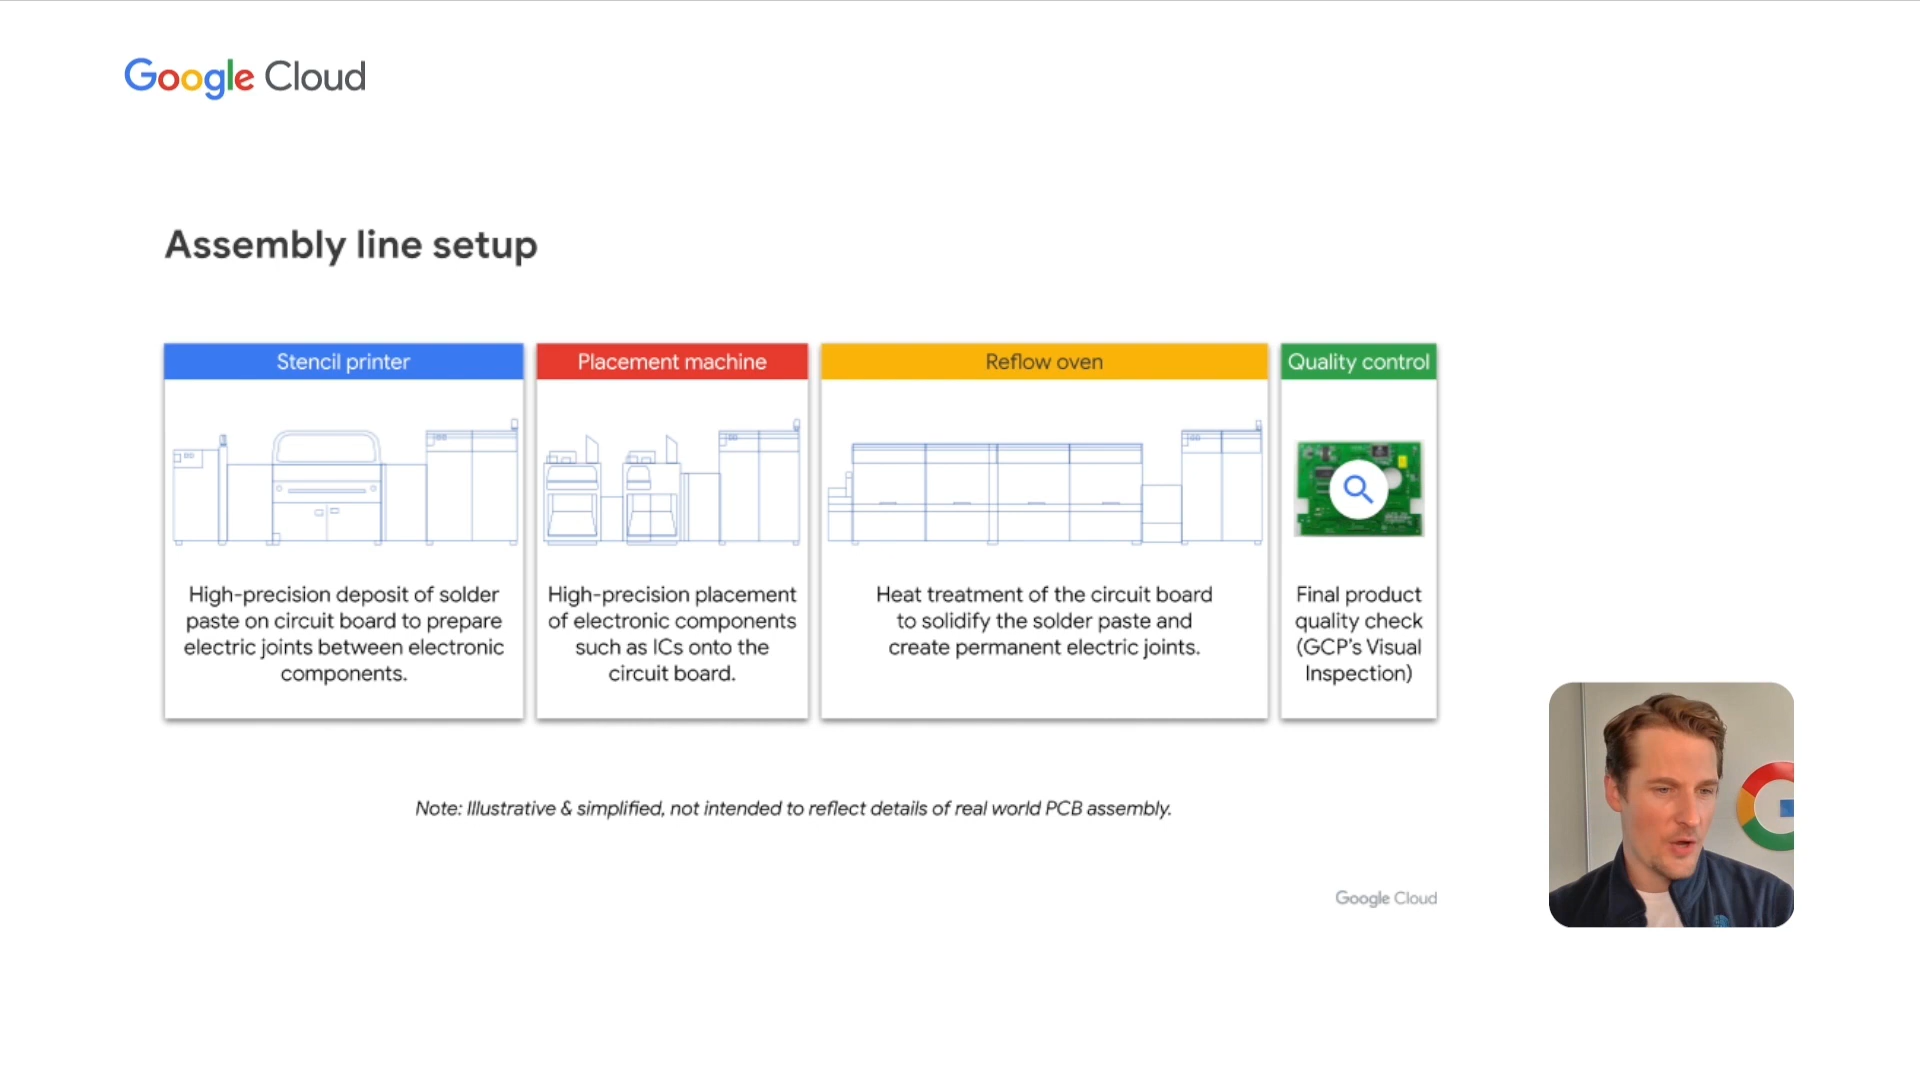 Google Cloud
Assembly line setup
Stencil printer
High-precision deposit of solder
paste on circuit board to prepare
electric joints between electronic
components.
Placement machine
High-precision placement
of electronic components
such as ICs onto the
circuit board.
Reflow oven
Heat treatment of the circuit board
to solidify the solder paste and
create permanent electric joints.
Quality control
Final product
quality check
(GCP's Visual
Inspection)
Note: Illustrative & simplified, not intended to reflect details of real world PCB assembly.
Google Cloud